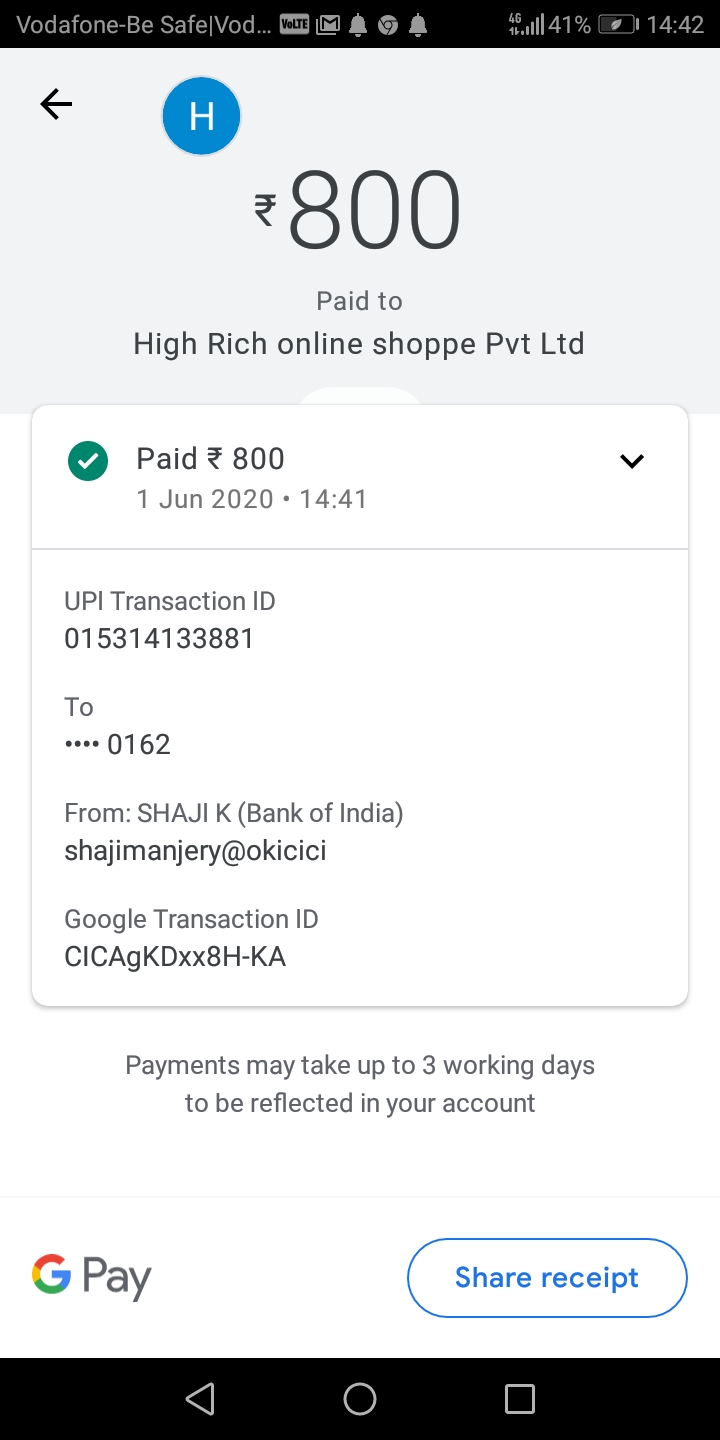 Vodafone-Be Safe|Vod... VoLTE 4G 41% 14:42
H
₹800
Paid to
High Rich online shoppe Pvt Ltd
Paid ₹ 800
1 Jun 2020 • 14:41
UPI Transaction ID
015314133881
To
•••• 0162
From: SHAJI K (Bank of India)
shajimanjery@okicici
Google Transaction ID
CICAgKDxx8H-KA
Payments may take up to 3 working days
to be reflected in your account
G Pay
Share receipt